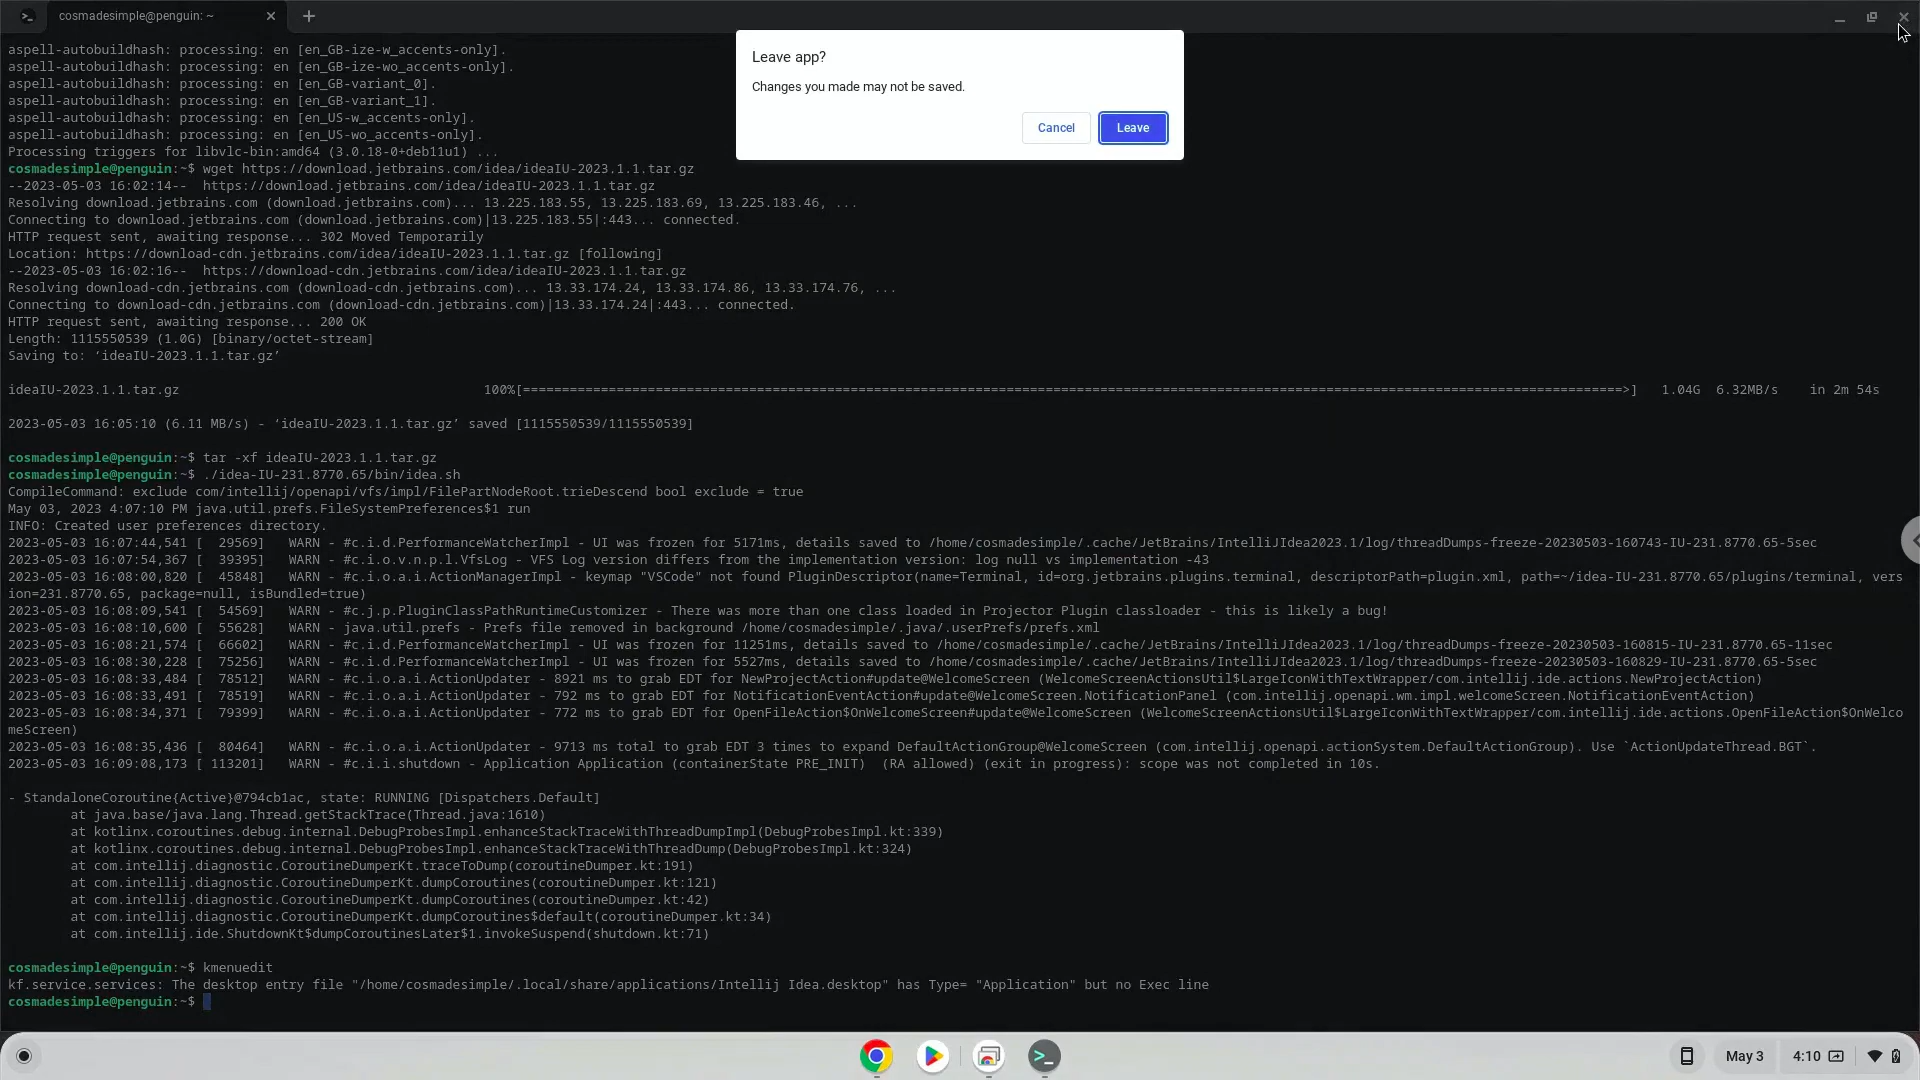 cosmadesimple@penguin: ~
aspell-autobuildhash: processing: en [en_GB-ize-w_accents-only].
aspell-autobuildhash: processing: en [en_GB-ize-wo_accents-only].
aspell-autobuildhash: processing: en [en_GB-variant_0].
aspell-autobuildhash: processing: en [en_GB-variant_1].
aspell-autobuildhash: processing: en [en_US-w_accents-only].
aspell-autobuildhash: processing: en [en_US-wo_accents-only].
Processing triggers for libvlc-bin:amd64 (3.0.18-0+deb11u1) ...
Leave app?
Changes you made may not be saved.
Cancel
Leave
cosmadesimple@penguin:~$ wget https://download.jetbrains.com/idea/ideaIU-2023.1.1.tar.gz
--2023-05-03 16:02:14--  https://download.jetbrains.com/idea/ideaIU-2023.1.1.tar.gz
Resolving download.jetbrains.com (download.jetbrains.com)... 13.225.183.55, 13.225.183.69, 13.225.183.46, ...
Connecting to download.jetbrains.com (download.jetbrains.com)|13.225.183.55|:443... connected.
HTTP request sent, awaiting response... 302 Moved Temporarily
Location: https://download-cdn.jetbrains.com/idea/ideaIU-2023.1.1.tar.gz [following]
--2023-05-03 16:02:16--  https://download-cdn.jetbrains.com/idea/ideaIU-2023.1.1.tar.gz
Resolving download-cdn.jetbrains.com (download-cdn.jetbrains.com)... 13.33.174.24, 13.33.174.86, 13.33.174.76, ...
Connecting to download-cdn.jetbrains.com (download-cdn.jetbrains.com)|13.33.174.24|:443... connected.
HTTP request sent, awaiting response... 200 OK
Length: 1115550539 (1.0G) [binary/octet-stream]
Saving to: ‘ideaIU-2023.1.1.tar.gz’
ideaIU-2023.1.1.tar.gz 100%[============================================================================================================================================>] 1.04G 6.32MB/s in 2m 54s
2023-05-03 16:05:10 (6.11 MB/s) - ‘ideaIU-2023.1.1.tar.gz’ saved [1115550539/1115550539]
cosmadesimple@penguin:~$ tar -xf ideaIU-2023.1.1.tar.gz
cosmadesimple@penguin:~$ ./idea-IU-231.8770.65/bin/idea.sh
CompileCommand: exclude com/intellij/openapi/vfs/impl/FilePartNodeRoot.trieDescend bool exclude = true
May 03, 2023 4:07:10 PM java.util.prefs.FileSystemPreferences$1 run
INFO: Created user preferences directory.
2023-05-03 16:07:44,541 [  29569]   WARN - #c.i.d.PerformanceWatcherImpl - UI was frozen for 5171ms, details saved to /home/cosmadesimple/.cache/JetBrains/IntelliJIdea2023.1/log/threadDumps-freeze-20230503-160743-IU-231.8770.65-5sec
2023-05-03 16:07:54,367 [  39395]   WARN - #c.i.o.v.n.p.l.VfsLog - VFS Log version differs from the implementation version: log null vs implementation -43
2023-05-03 16:08:00,820 [  45848]   WARN - #c.i.o.a.i.ActionManagerImpl - keymap "VSCode" not found PluginDescriptor(name=Terminal, id=org.jetbrains.plugins.terminal, descriptorPath=plugin.xml, path=~/idea-IU-231.8770.65/plugins/terminal, vers
ion=231.8770.65, package=null, isBundled=true)
2023-05-03 16:08:09,541 [  54569]   WARN - #c.j.p.PluginClassPathRuntimeCustomizer - There was more than one class loaded in Projector Plugin classloader - this is likely a bug!
2023-05-03 16:08:10,600 [  55628]   WARN - java.util.prefs - Prefs file removed in background /home/cosmadesimple/.java/.userPrefs/prefs.xml
2023-05-03 16:08:21,574 [  66602]   WARN - #c.i.d.PerformanceWatcherImpl - UI was frozen for 11251ms, details saved to /home/cosmadesimple/.cache/JetBrains/IntelliJIdea2023.1/log/threadDumps-freeze-20230503-160815-IU-231.8770.65-11sec
2023-05-03 16:08:30,228 [  75256]   WARN - #c.i.d.PerformanceWatcherImpl - UI was frozen for 5527ms, details saved to /home/cosmadesimple/.cache/JetBrains/IntelliJIdea2023.1/log/threadDumps-freeze-20230503-160829-IU-231.8770.65-5sec
2023-05-03 16:08:33,484 [  78512]   WARN - #c.i.o.a.i.ActionUpdater - 8921 ms to grab EDT for NewProjectAction#update@WelcomeScreen (WelcomeScreenActionsUtil$LargeIconWithTextWrapper/com.intellij.ide.actions.NewProjectAction)
2023-05-03 16:08:33,491 [  78519]   WARN - #c.i.o.a.i.ActionUpdater - 792 ms to grab EDT for NotificationEventAction#update@WelcomeScreen.NotificationPanel (com.intellij.openapi.wm.impl.welcomeScreen.NotificationEventAction)
2023-05-03 16:08:34,371 [  79399]   WARN - #c.i.o.a.i.ActionUpdater - 772 ms to grab EDT for OpenFileAction$OnWelcomeScreen#update@WelcomeScreen (WelcomeScreenActionsUtil$LargeIconWithTextWrapper/com.intellij.ide.actions.OpenFileAction$OnWelco
meScreen)
2023-05-03 16:08:35,436 [  80464]   WARN - #c.i.o.a.i.ActionUpdater - 9713 ms total to grab EDT 3 times to expand DefaultActionGroup@WelcomeScreen (com.intellij.openapi.actionSystem.DefaultActionGroup). Use `ActionUpdateThread.BGT`.
2023-05-03 16:09:08,173 [ 113201]   WARN - #c.i.i.shutdown - Application Application (containerState PRE_INIT)  (RA allowed) (exit in progress): scope was not completed in 10s.
- StandaloneCoroutine{Active}@794cb1ac, state: RUNNING [Dispatchers.Default]
at java.base/java.lang.Thread.getStackTrace(Thread.java:1610)
at kotlinx.coroutines.debug.internal.DebugProbesImpl.enhanceStackTraceWithThreadDumpImpl(DebugProbesImpl.kt:339)
at kotlinx.coroutines.debug.internal.DebugProbesImpl.enhanceStackTraceWithThreadDump(DebugProbesImpl.kt:324)
at com.intellij.diagnostic.CoroutineDumperKt.traceToDump(coroutineDumper.kt:191)
at com.intellij.diagnostic.CoroutineDumperKt.dumpCoroutines(coroutineDumper.kt:121)
at com.intellij.diagnostic.CoroutineDumperKt.dumpCoroutines(coroutineDumper.kt:42)
at com.intellij.diagnostic.CoroutineDumperKt.dumpCoroutines$default(coroutineDumper.kt:34)
at com.intellij.ide.ShutdownKt$dumpCoroutinesLater$1.invokeSuspend(shutdown.kt:71)
cosmadesimple@penguin:~$ kmenuedit
kf.service.services: The desktop entry file "/home/cosmadesimple/.local/share/applications/Intellij Idea.desktop" has Type= "Application" but no Exec line
cosmadesimple@penguin:~$
May 3
4:10